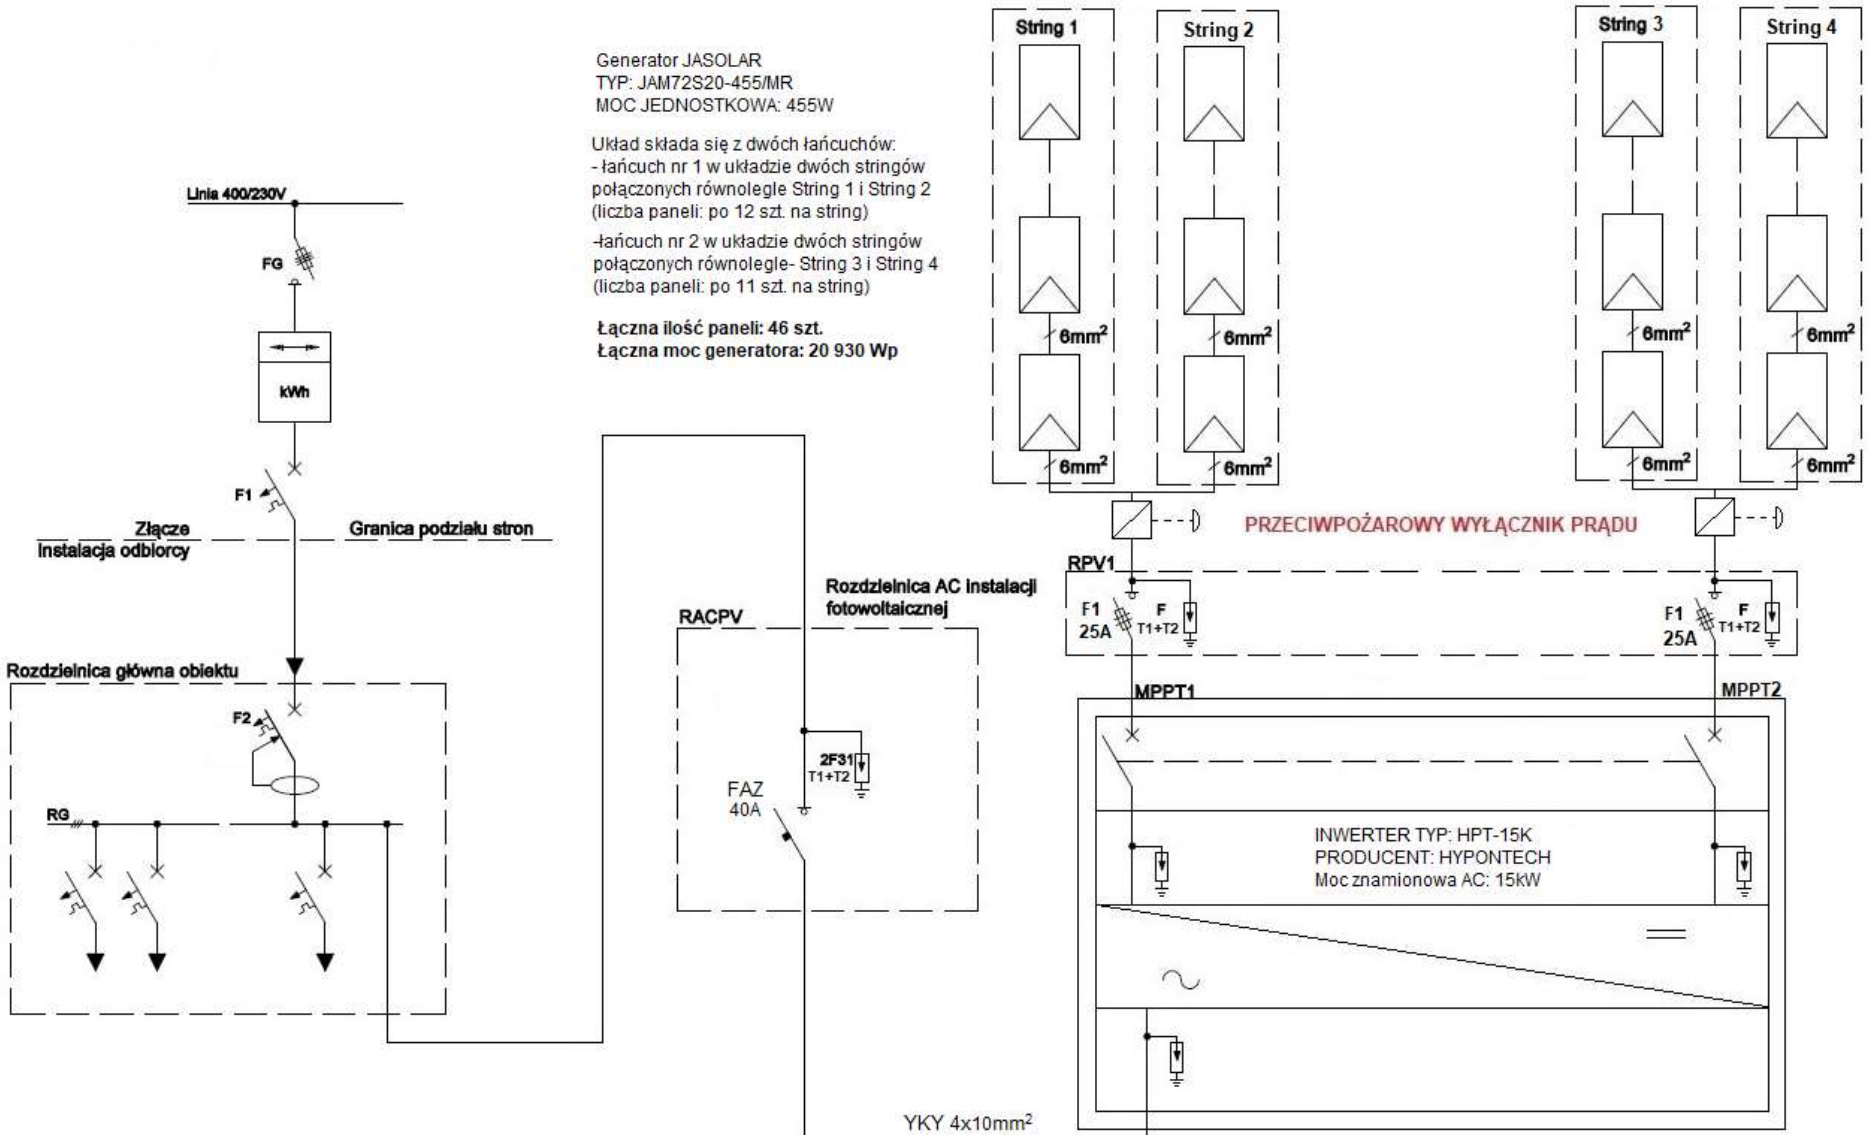 String 1
String 2
String 3
String 4
Generator JASOLAR
TYP: JAM72S20-455/MR
MOC JEDNOSTKOWA: 455W
Układ składa się z dwóch łańcuchów:
- łańcuch nr 1 w układzie dwóch stringów
połączonych równolegle String 1 i String 2
(liczba paneli: po 12 szt. na string)
-łańcuch nr 2 w układzie dwóch stringów
połączonych równolegle- String 3 i String 4
(liczba paneli: po 11 szt. na string)
Łączna ilość paneli: 46 szt.
Łączna moc generatora: 20 930 Wp
Linia 400/230V
FG
kWh
F1
Złącze
Granica podziału stron
Instalacja odbiorcy
6mm²
6mm²
6mm²
6mm²
6mm²
6mm²
6mm²
6mm²
PRZECIWPOŻAROWY WYŁĄCZNIK PRĄDU
RPV1
F1
25A
F
T1+T2
F1
25A
F
T1+T2
Rozdzielnica AC instalacji
fotowoltaicznej
RACPV
Rozdzielnica główna obiektu
F2
RG
2F31
T1+T2
FAZ
40A
MPPT1
MPPT2
INWERTER TYP: HPT-15K
PRODUCENT: HYPONTECH
Moc znamionowa AC: 15kW
YKY 4x10mm²